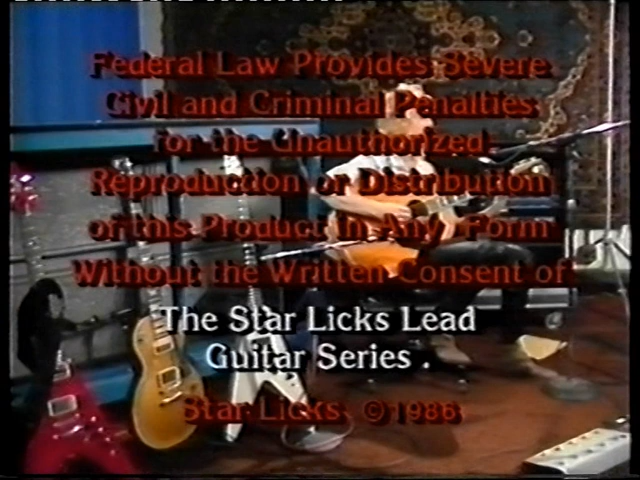 Federal Law Provides Severe
Civil and Criminal Penalties
for the Unauthorized
Reproduction or Distribution
of this Product In Any Form
Without the Written Consent of
The Star Licks Lead
Guitar Series .
Star Licks ©1986